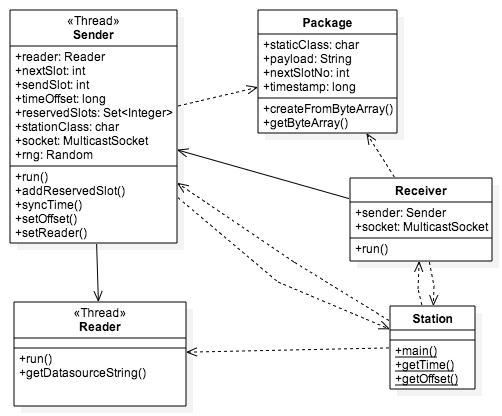 «Thread»
Sender
+reader: Reader
+nextSlot: int
+sendSlot: int
+timeOffset: long
+reservedSlots: Set<Integer>
+stationClass: char
+socket: MulticastSocket
+rng: Random
+run()
+addReservedSlot()
+syncTime()
+setOffset()
+setReader()
Package
+staticClass: char
+payload: String
+nextSlotNo: int
+timestamp: long
+createFromByteArray()
+getByteArray()
Receiver
+sender: Sender
+socket: MulticastSocket
+run()
«Thread»
Reader
+run()
+getDatasourceString()
Station
+main()
+getTime()
+getOffset()